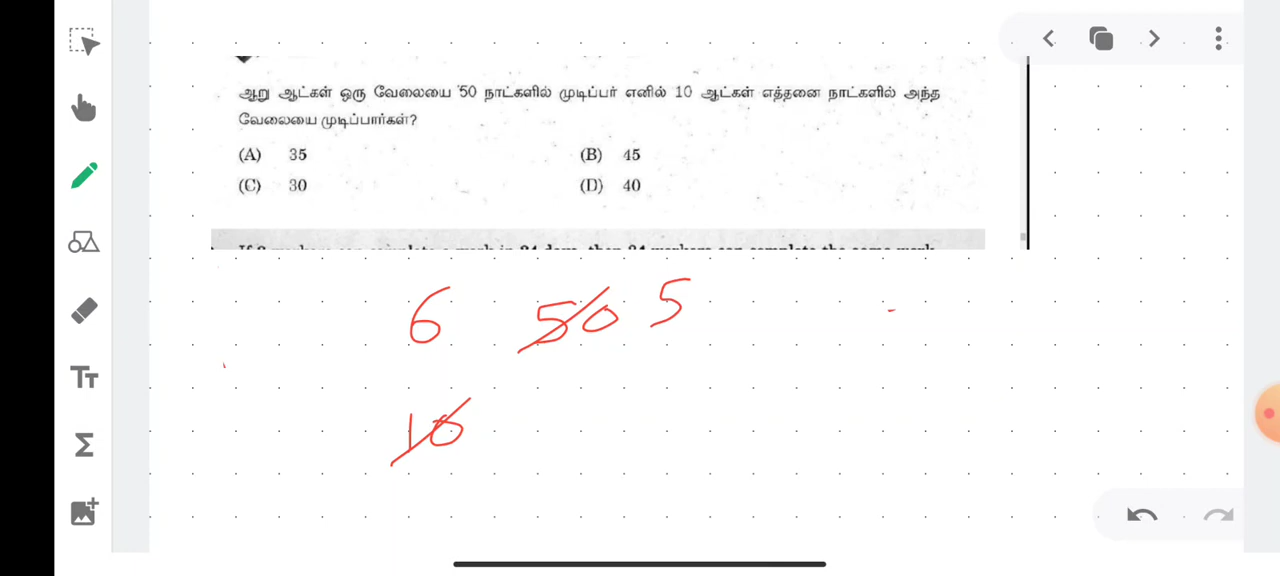 ஆறு ஆட்கள் ஒரு வேலையை 50 நாட்களில் முடிப்பர் எனில் 10 ஆட்கள் எத்தனை நாட்களில் அந்த
வேலையை முடிப்பார்கள்?
(A) 35 (B) 45
(C) 30 (D) 40
6 50 5
10
TT
Σ